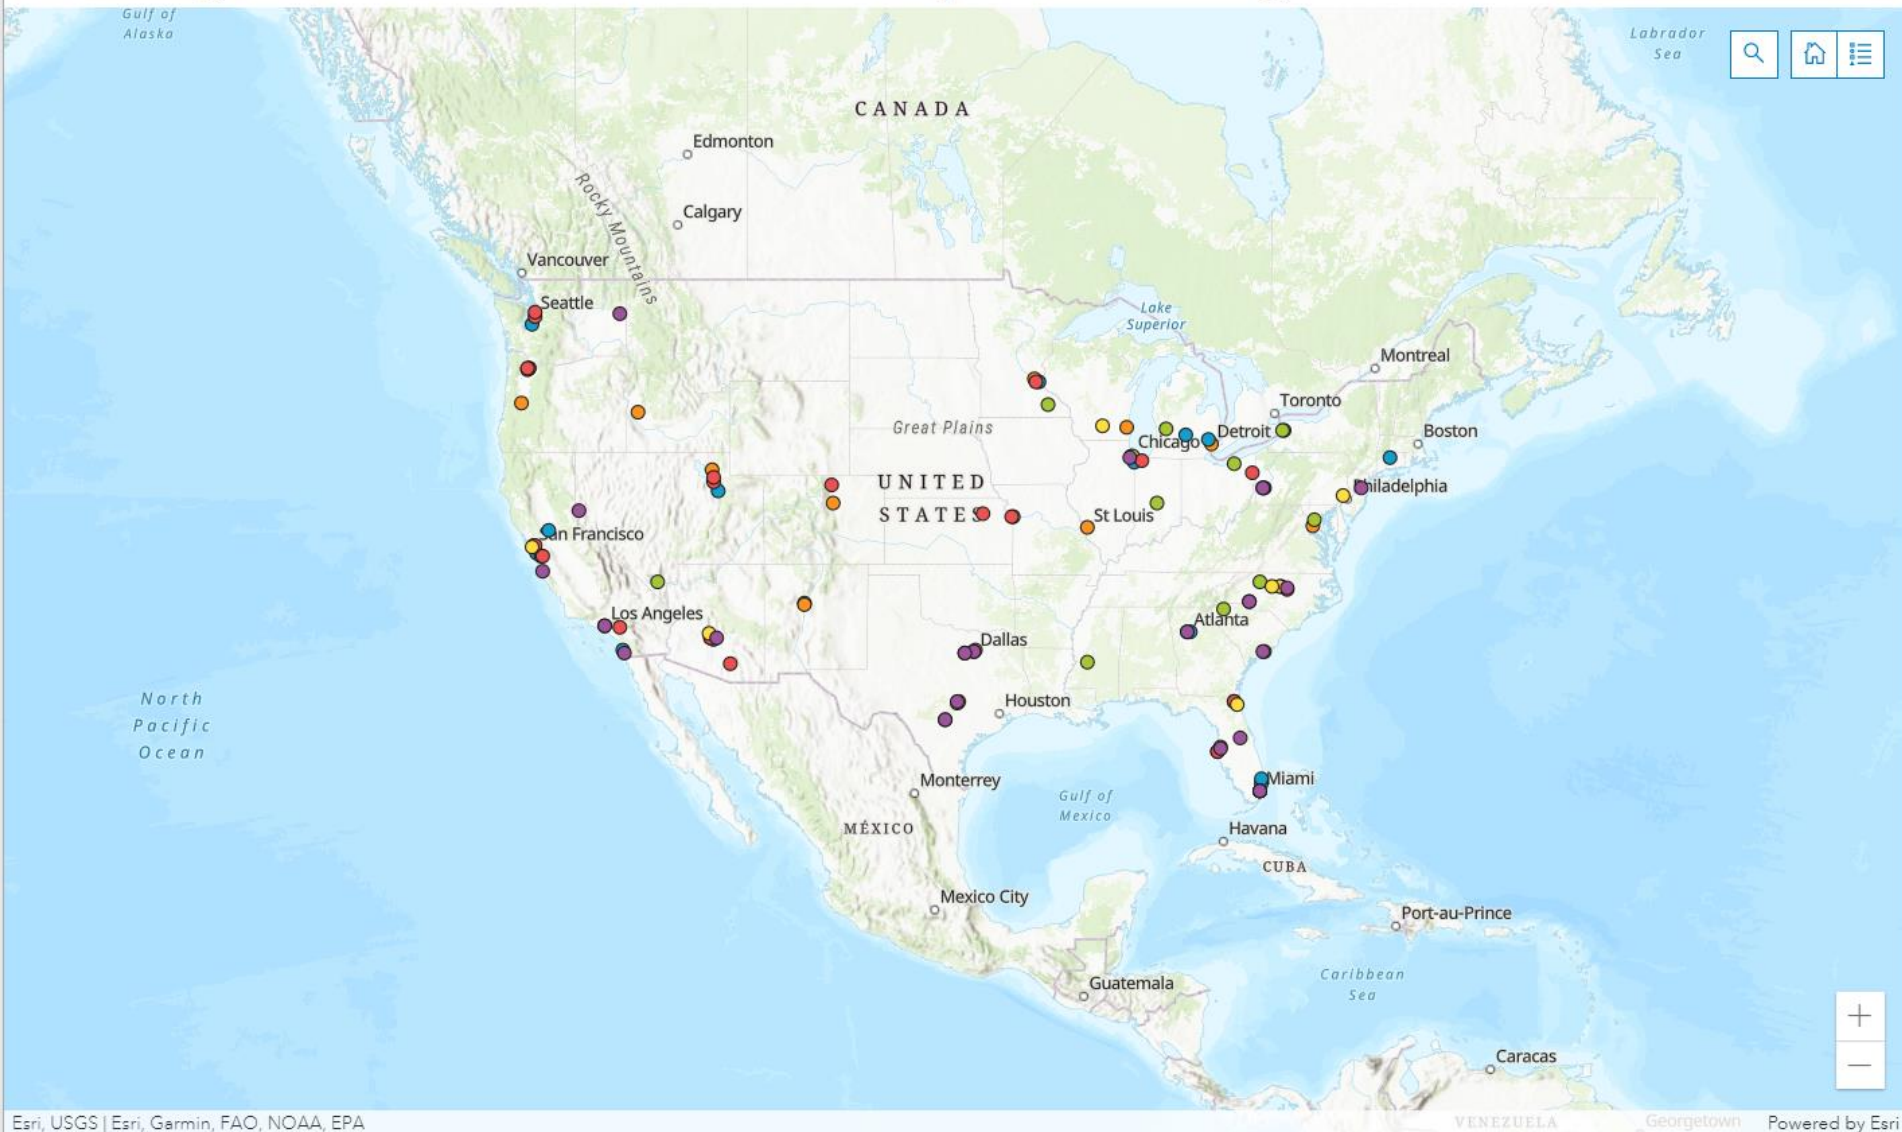 Gulf of
Alaska
Labrador
Sea
CANADA
Edmonton
Rocky Mountains
Calgary
Vancouver
Seattle
Lake
Superior
Montreal
Toronto
Great Plains
Detroit
Boston
Chicago
UNITED
STATES
Philadelphia
St Louis
San Francisco
Los Angeles
Atlanta
Dallas
North
Pacific
Ocean
Houston
Miami
Monterrey
Gulf of
Mexico
MÉXICO
Havana
CUBA
Mexico City
Port-au-Prince
Caribbean
Sea
Guatemala
Caracas
VENEZUELA
Georgetown
Esri, USGS | Esri, Garmin, FAO, NOAA, EPA
Powered by Esri